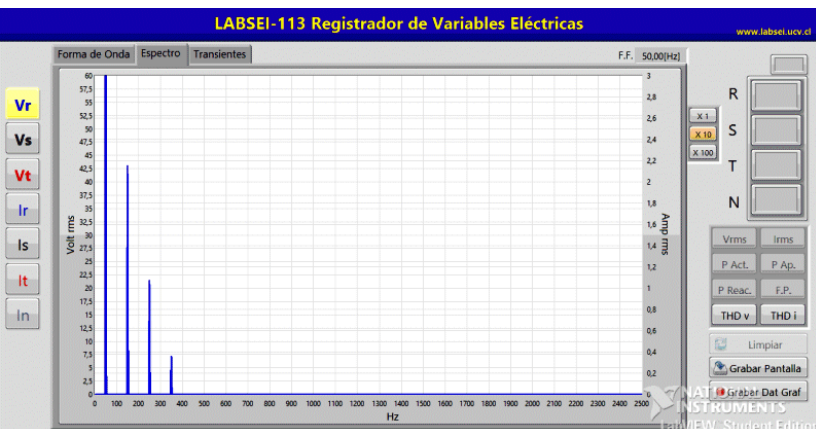 LABSEI-113 Registrador de Variables Eléctricas
www.labsei.ucv.cl
Forma de Onda Espectro Transientes F.F. 50,00[Hz]
Vr
Vs
Vt
Ir
Is
It
In
Volt rms
60
57,5
55
52,5
50
47,5
45
42,5
40
37,5
35
32,5
30
27,5
25
22,5
20
17,5
15
12,5
10
7,5
5
2,5
0
0 100 200 300 400 500 600 700 800 900 1000 1100 1200 1300 1400 1500 1600 1700 1800 1900 2000 2100 2200 2300 2400 2500
Hz
3
2,8
2,6
2,4
2,2
2
1,8
1,6
1,4
1,2
1
0,8
0,6
0,4
0,2
0
Amp rms
X 1
X 10
X 100
R
S
T
N
Vrms Irms
P Act. P Ap.
P Reac. F.P.
THD v THD i
Limpiar
Grabar Pantalla
Grabar Dat Graf
NATIONAL
INSTRUMENTS
LabVIEW Student Edition